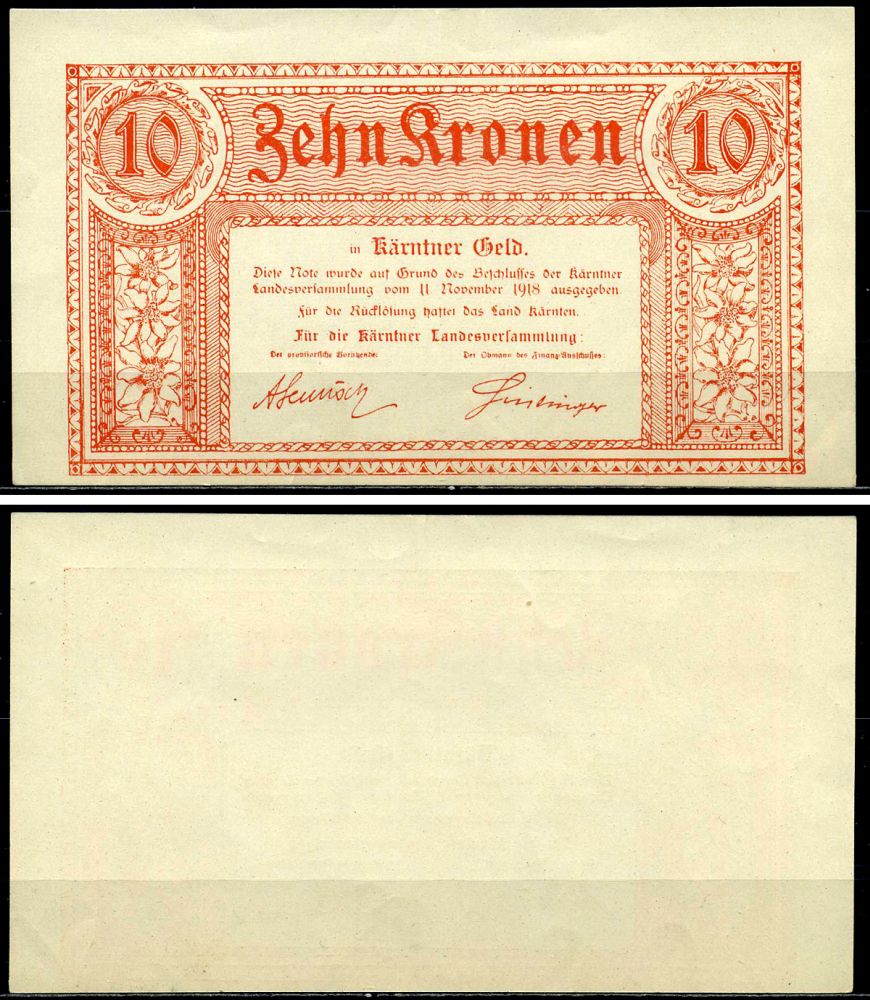 10 Zehn Kronen 10
in Kärntner Geld.
Diese Note wurde auf Grund des Beschlusses der Kärntner
Landesversammlung vom 11 November 1918 ausgegeben
Für die Rücklösung haftet das Land Kärnten.
Für die Kärntner Landesversammlung:
Der provisorische Vorsitzende: Der Obmann des Finanz-Ausschusses: